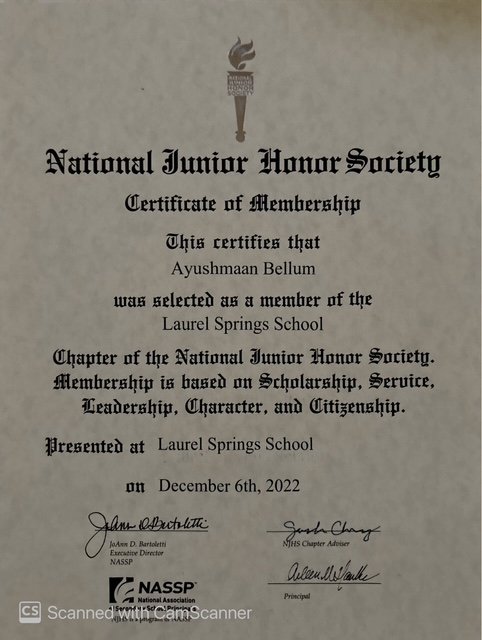 NATIONAL
JUNIOR
HONOR
SOCIETY
National Junior Honor Society
Certificate of Membership
This certifies that
Ayushmaan Bellum
was selected as a member of the
Laurel Springs School
Chapter of the National Junior Honor Society.
Membership is based on Scholarship, Service,
Leadership, Character, and Citizenship.
Presented at Laurel Springs School
on December 6th, 2022
JoAnn D. Bartoletti
JoAnn D. Bartoletti
Executive Director
NASSP
NJHS Chapter Adviser
Principal
NASSP
National Association
CS Scanned with CamScanner